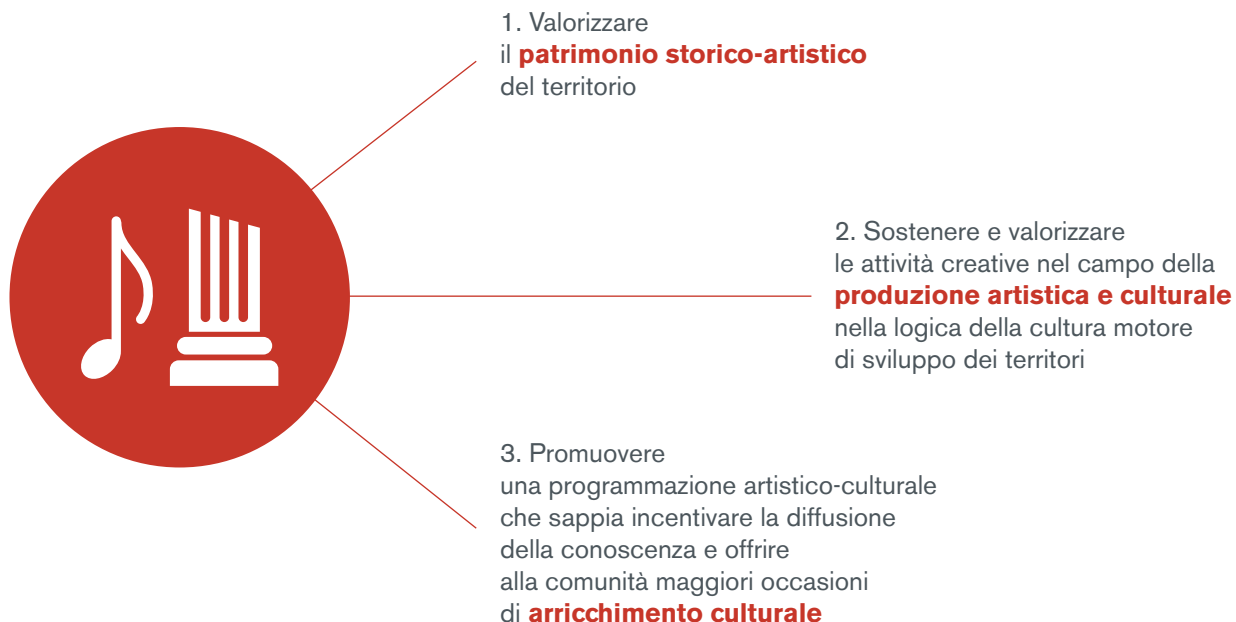 1. Valorizzare
il patrimonio storico-artistico
del territorio
2. Sostenere e valorizzare
le attività creative nel campo della
produzione artistica e culturale
nella logica della cultura motore
di sviluppo dei territori
3. Promuovere
una programmazione artistico-culturale
che sappia incentivare la diffusione
della conoscenza e offrire
alla comunità maggiori occasioni
di arricchimento culturale